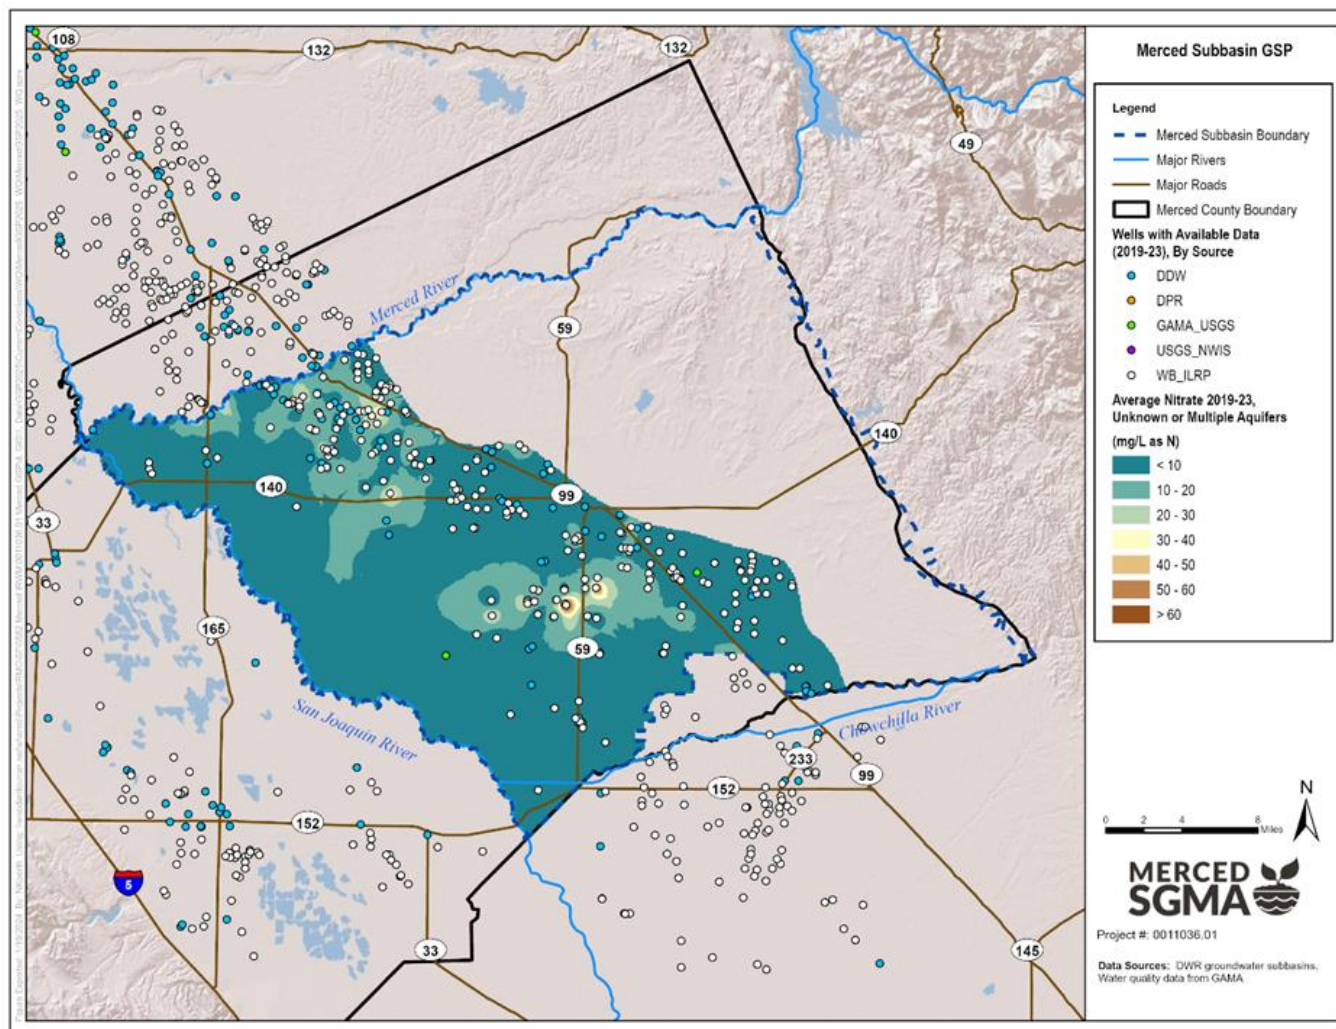 Merced Subbasin GSP
Legend
Merced Subbasin Boundary
Major Rivers
Major Roads
Merced County Boundary
Wells with Available Data
(2019-23), By Source
DDW
DPR
GAMA_USGS
USGS_NWIS
WB_ILRP
Average Nitrate 2019-23,
Unknown or Multiple Aquifers
(mg/L as N)
< 10
10 - 20
20 - 30
30 - 40
40 - 50
50 - 60
> 60
N
0 2 4 8 Miles
MERCED
SGMA
Project #: 0011036.01
Data Sources: DWR groundwater subbasins,
Water quality data from GAMA
108
132
132
49
Merced River
59
140
140
99
33
165
59
San Joaquin River
Chowchilla River
233
99
152
152
5
33
145